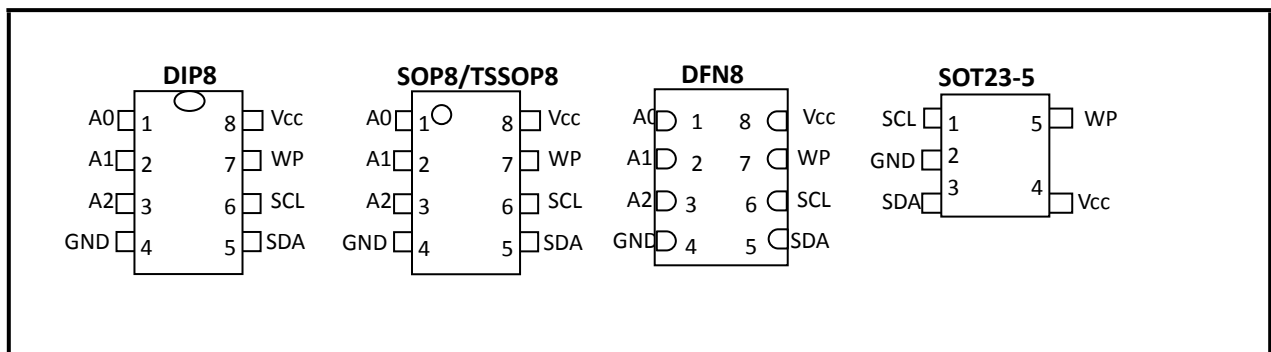 DIP8
A0 1 8 Vcc
A1 2 7 WP
A2 3 6 SCL
GND 4 5 SDA
SOP8/TSSOP8
A0 1 8 Vcc
A1 2 7 WP
A2 3 6 SCL
GND 4 5 SDA
DFN8
A0 1 8 Vcc
A1 2 7 WP
A2 3 6 SCL
GND 4 5 SDA
SOT23-5
SCL 1 5 WP
GND 2
SDA 3 4 Vcc